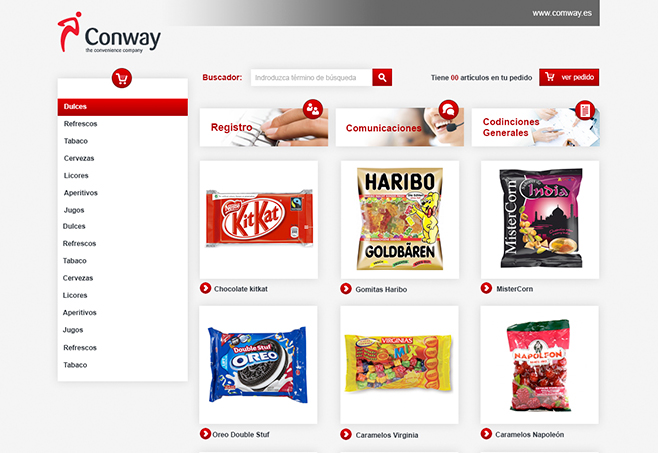 www.comway.es
Conway
the convenience company
Buscador:
Introduzca término de búsqueda
Tiene 00 artículos en tu pedido
ver pedido
Dulces
Refrescos
Tabaco
Cervezas
Licores
Aperitivos
Jugos
Dulces
Refrescos
Tabaco
Cervezas
Licores
Aperitivos
Jugos
Refrescos
Tabaco
Registro
Comunicaciones
Codinciones
Generales
Nestlé
KitKat
FAIRTRADE
Chocolate kitkat
HARIBO
GOLDBÄREN
Gomitas Haribo
MisterCorn
India
MisterCorn
Double Stuf
OREO
Oreo Double Stuf
VIRGINIAS
Mi
Caramelos Virginia
NAPOLEON
Caramelos Napoleón